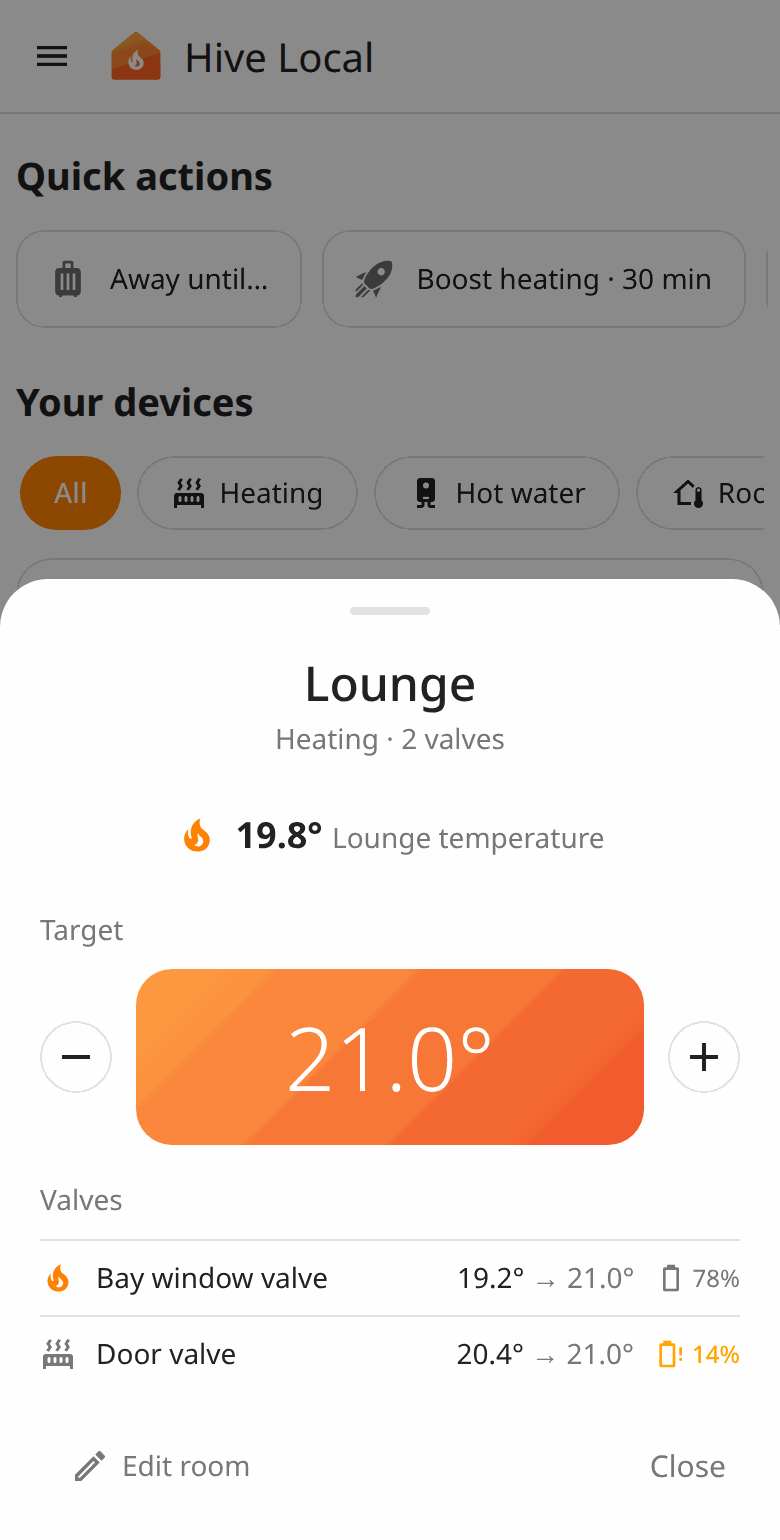 Hive Local
Quick actions
Away until…
Boost heating · 30 min
Your devices
All
Heating
Hot water
Roo
Lounge
Heating · 2 valves
19.8° Lounge temperature
Target
21.0°
Valves
Bay window valve 19.2° → 21.0° 78%
Door valve 20.4° → 21.0° 14%
Edit room
Close